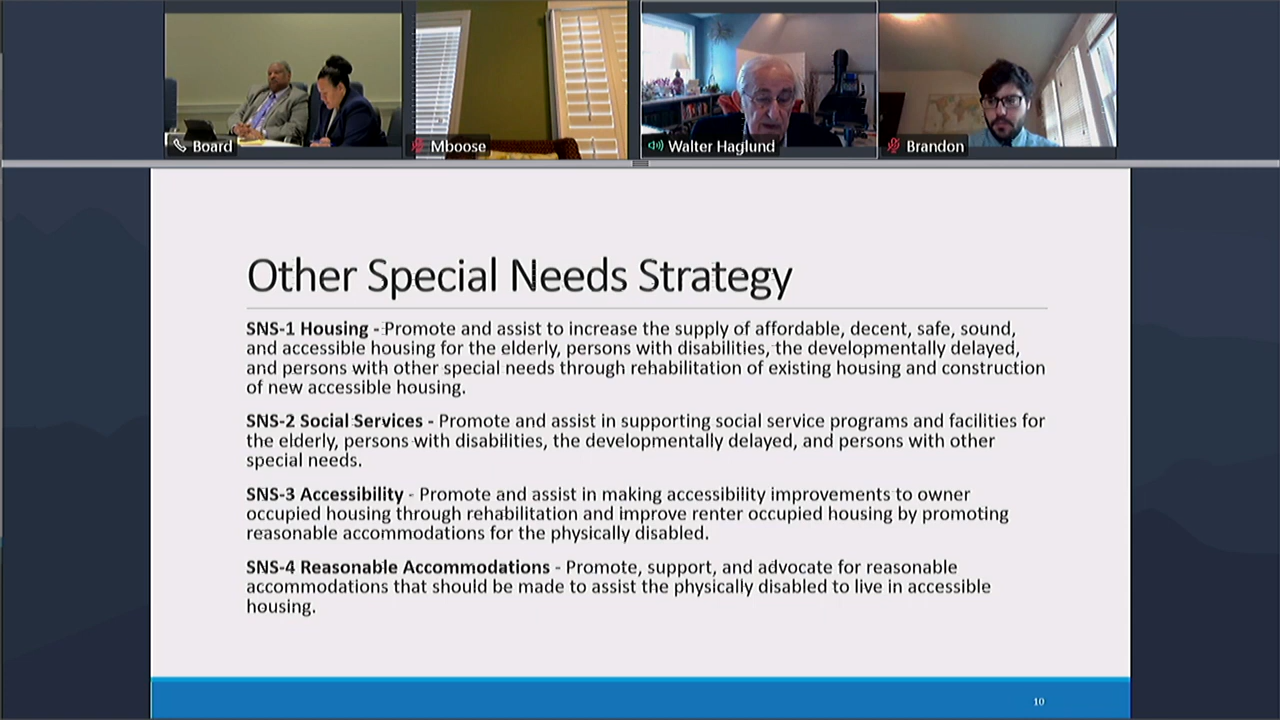 Board
Mboose
Walter Haglund
Brandon
Other Special Needs Strategy
SNS-1 Housing - Promote and assist to increase the supply of affordable, decent, safe, sound,
and accessible housing for the elderly, persons with disabilities, the developmentally delayed,
and persons with other special needs through rehabilitation of existing housing and construction
of new accessible housing.
SNS-2 Social Services - Promote and assist in supporting social service programs and facilities for
the elderly, persons with disabilities, the developmentally delayed, and persons with other
special needs.
SNS-3 Accessibility - Promote and assist in making accessibility improvements to owner
occupied housing through rehabilitation and improve renter occupied housing by promoting
reasonable accommodations for the physically disabled.
SNS-4 Reasonable Accommodations - Promote, support, and advocate for reasonable
accommodations that should be made to assist the physically disabled to live in accessible
housing.
10